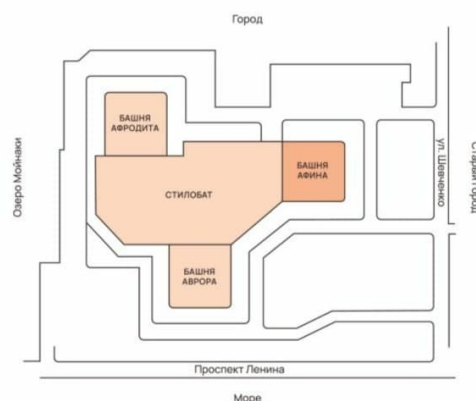 Город
БАШНЯ
АФРОДИТА
Озеро Мойнаки
СТИЛОБАТ
БАШНЯ
АФИНА
ул. Шевченко
Старый город
БАШНЯ
АВРОРА
Проспект Ленина
Море